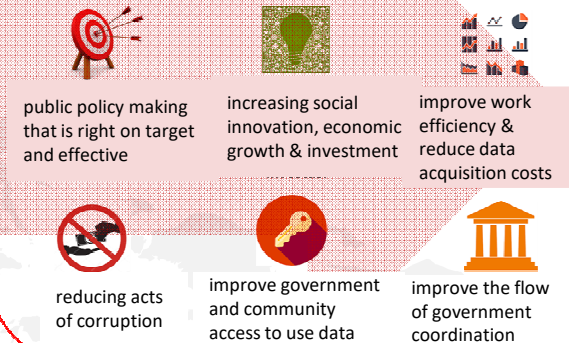 public policy making
that is right on target
and effective
increasing social
innovation, economic
growth & investment
improve work
efficiency &
reduce data
acquisition costs
reducing acts
of corruption
improve government
and community
access to use data
improve the flow
of government
coordination